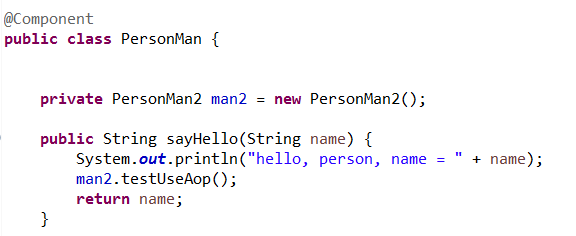 @Component
public class PersonMan {
private PersonMan2 man2 = new PersonMan2();
public String sayHello(String name) {
System.out.println("hello, person, name = " + name);
man2.testUseAop();
return name;
}